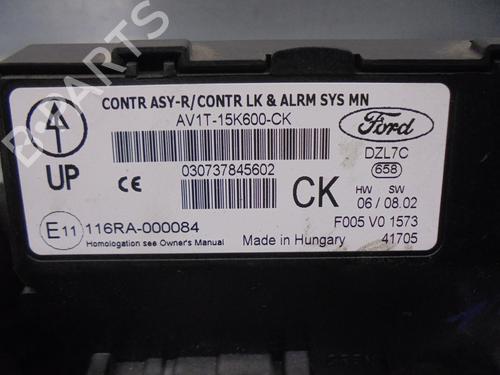 CONTR ASY-R/CONTR LK & ALRM SYS MN
AV1T-15K600-CK
Ford
DZL7C
658
030737845602
UP
CE
CK
HW SW
06 / 08.02
E11 116RA-000084
Homologation see Owner's Manual
Made in Hungary
F005 V0 1573
41705
B-PARTS